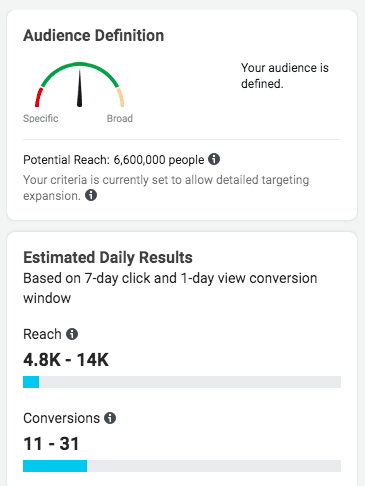 Audience Definition
Your audience is
defined.
Specific
Broad
Potential Reach: 6,600,000 people
Your criteria is currently set to allow detailed targeting
expansion.
Estimated Daily Results
Based on 7-day click and 1-day view conversion
window
Reach
4.8K - 14K
Conversions
11 - 31